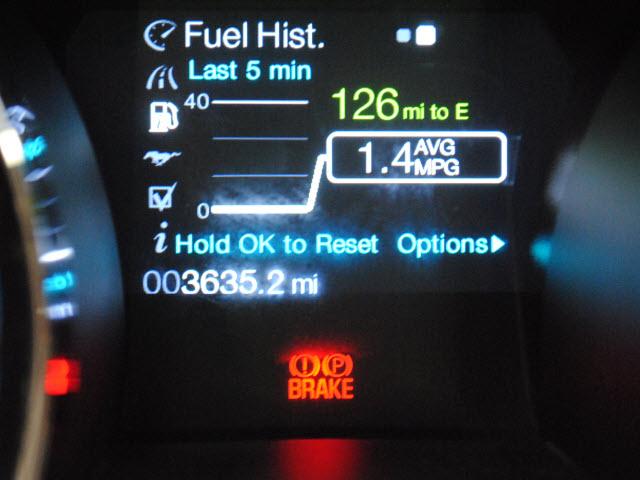 Fuel Hist.
Last 5 min
40
126 mi to E
1.4 AVG MPG
0
i Hold OK to Reset Options
003635.2 mi
(!) (P)
BRAKE